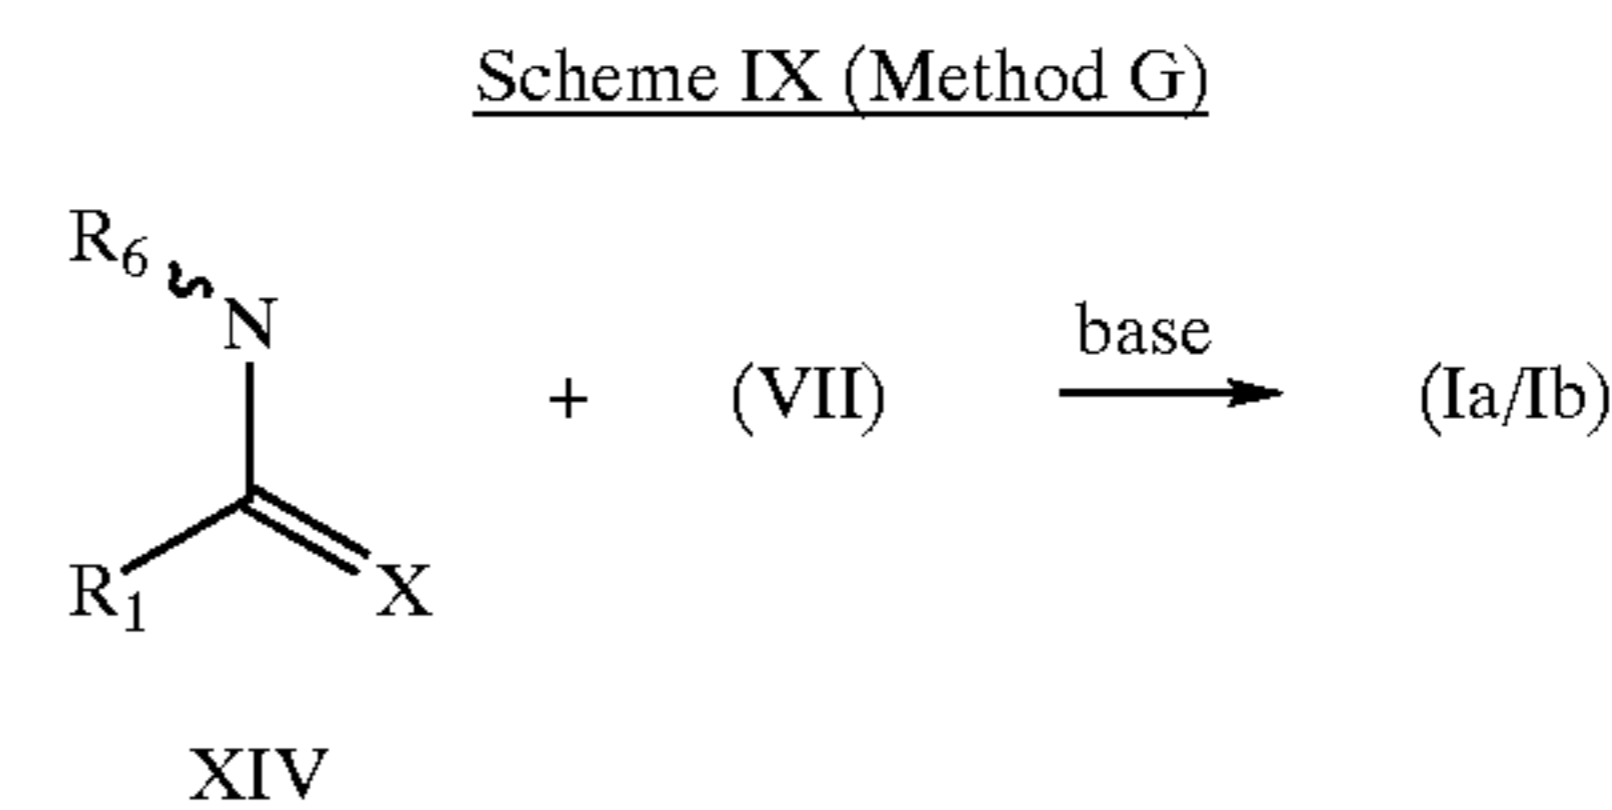 Scheme IX (Method G)
R6
N
base
+ (VII) (Ia/Ib)
R1 X
XIV